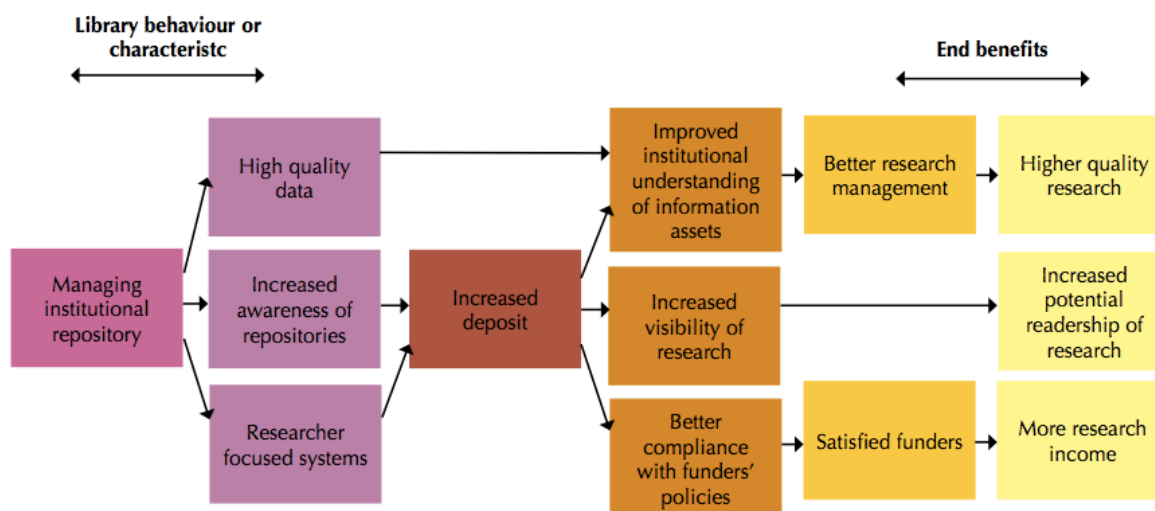 Library behaviour or
characteristc
End benefits
High quality
data
Improved
institutional
understanding
of information
assets
Better research
management
Higher quality
research
Managing
institutional
repository
Increased
awareness of
repositories
Increased
deposit
Increased
visibility of
research
Increased
potential
readership of
research
Researcher
focused systems
Better
compliance
with funders’
policies
Satisfied funders
More research
income